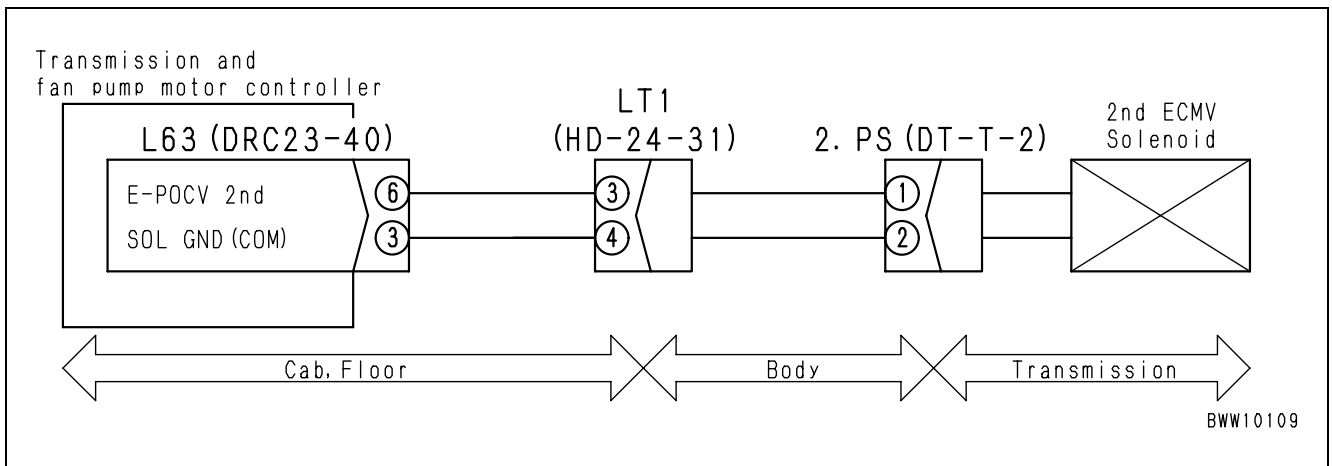 Transmission and
fan pump motor controller
L63 (DRC23-40)
LT1
(HD-24-31)
2. PS (DT-T-2)
2nd ECMV
Solenoid
E-POCV 2nd
6
3
1
SOL GND (COM)
3
4
2
Cab, Floor
Body
Transmission
BWW10109